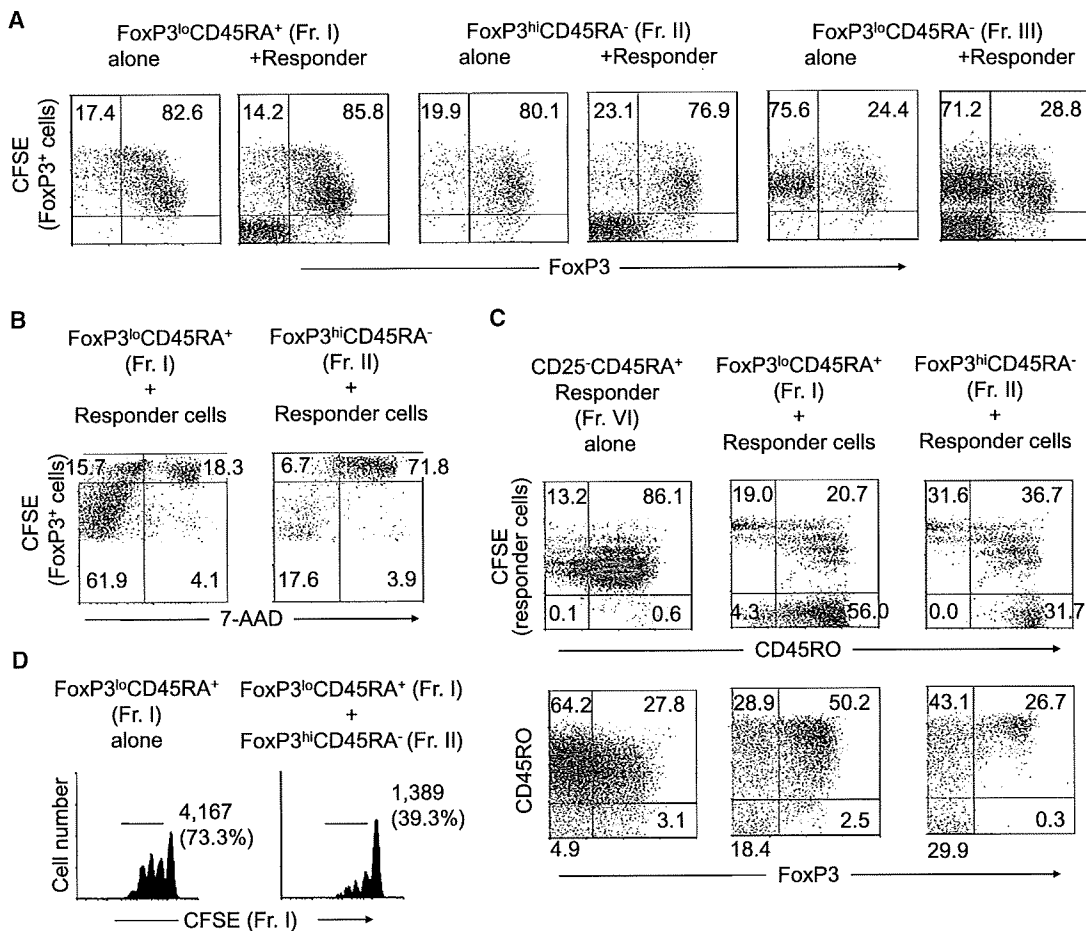 A
FoxP3loCD45RA+ (Fr. I)
alone
+Responder
FoxP3hiCD45RA- (Fr. II)
alone
+Responder
FoxP3loCD45RA- (Fr. III)
alone
+ Responder
CFSE
(FoxP3+ cells)
17.4 82.6
14.2 85.8
19.9 80.1
23.1 76.9
75.6 24.4
71.2 28.8
FoxP3
B
FoxP3loCD45RA+
(Fr. I)
+
Responder cells
FoxP3hiCD45RA-
(Fr. II)
+
Responder cells
CFSE
(FoxP3+ cells)
15.7 18.3
61.9 4.1
6.7 71.8
17.6 3.9
7-AAD
C
CD25-CD45RA+
Responder
(Fr. VI)
alone
FoxP3loCD45RA+
(Fr. I)
+
Responder cells
FoxP3hiCD45RA-
(Fr. II)
+
Responder cells
CFSE
(responder cells)
13.2 86.1
0.1 0.6
19.0 20.7
4.3 56.0
31.6 36.7
0.0 31.7
CD45RO
CD45RO
64.2 27.8
3.1
4.9
28.9 50.2
2.5
18.4
43.1 26.7
0.3
29.9
FoxP3
D
FoxP3loCD45RA+
(Fr. I)
alone
FoxP3loCD45RA+ (Fr. I)
+
FoxP3hiCD45RA- (Fr. II)
Cell number
4,167
(73.3%)
1,389
(39.3%)
CFSE (Fr. I)